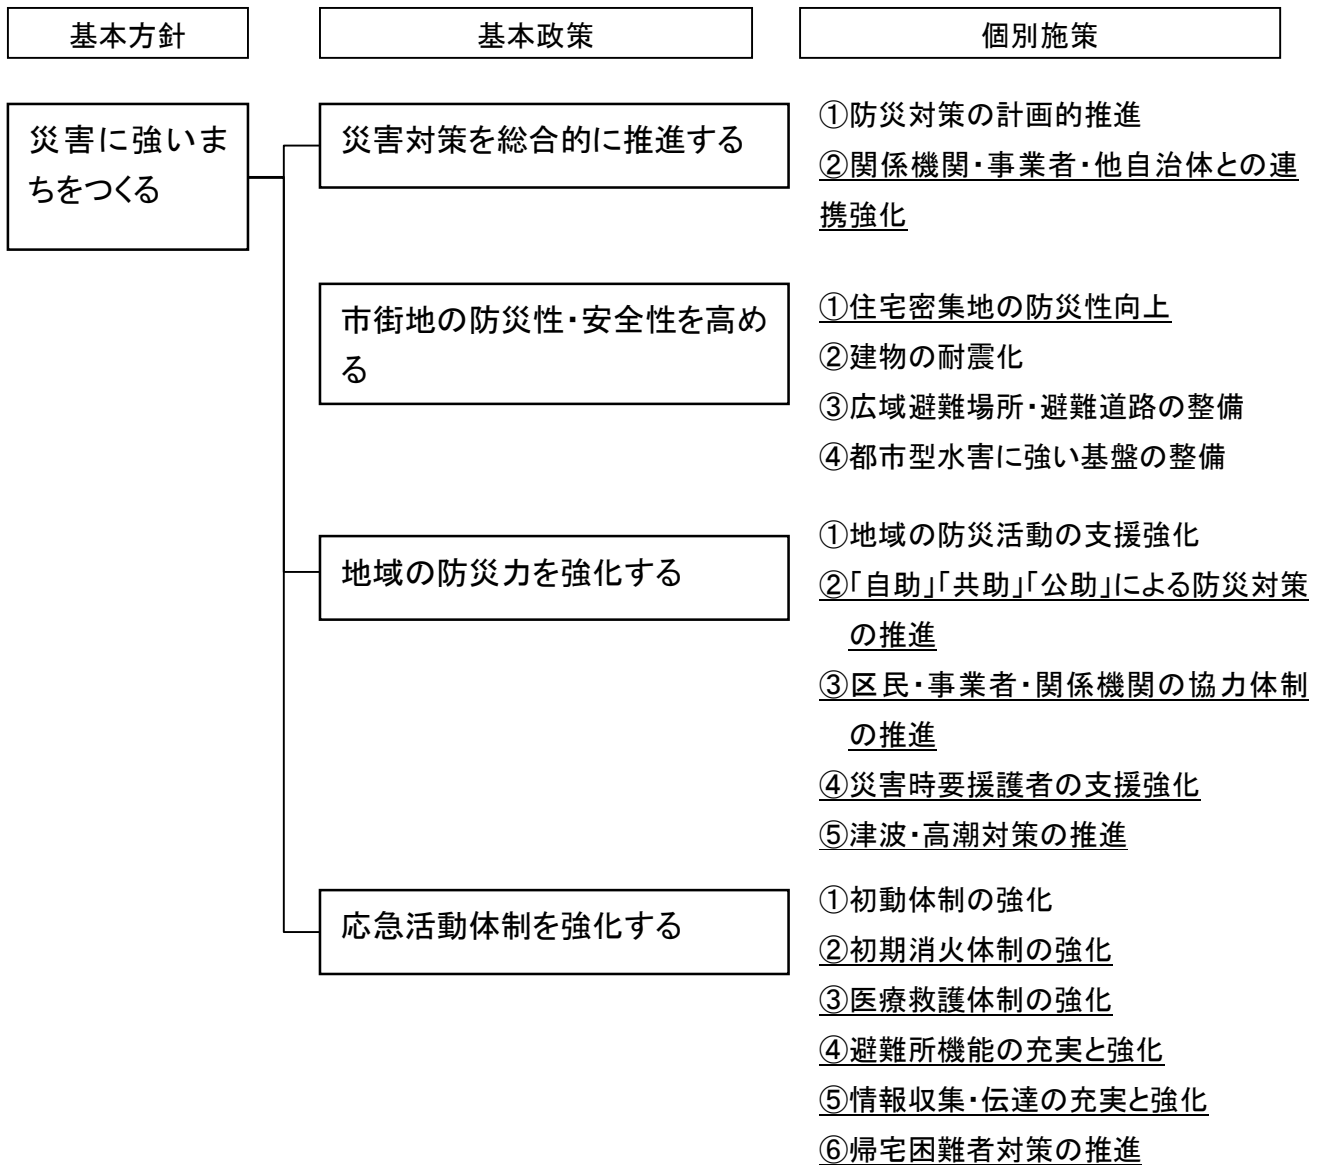 基本方針
基本政策
個別施策
災害に強いま
ちをつくる
災害対策を総合的に推進する
①防災対策の計画的推進
②関係機関・事業者・他自治体との連
携強化
市街地の防災性・安全性を高め
る
①住宅密集地の防災性向上
②建物の耐震化
③広域避難場所・避難道路の整備
④都市型水害に強い基盤の整備
地域の防災力を強化する
①地域の防災活動の支援強化
②「自助」「共助」「公助」による防災対策
の推進
③区民・事業者・関係機関の協力体制
の推進
④災害時要援護者の支援強化
⑤津波・高潮対策の推進
応急活動体制を強化する
①初動体制の強化
②初期消火体制の強化
③医療救護体制の強化
④避難所機能の充実と強化
⑤情報収集・伝達の充実と強化
⑥帰宅困難者対策の推進